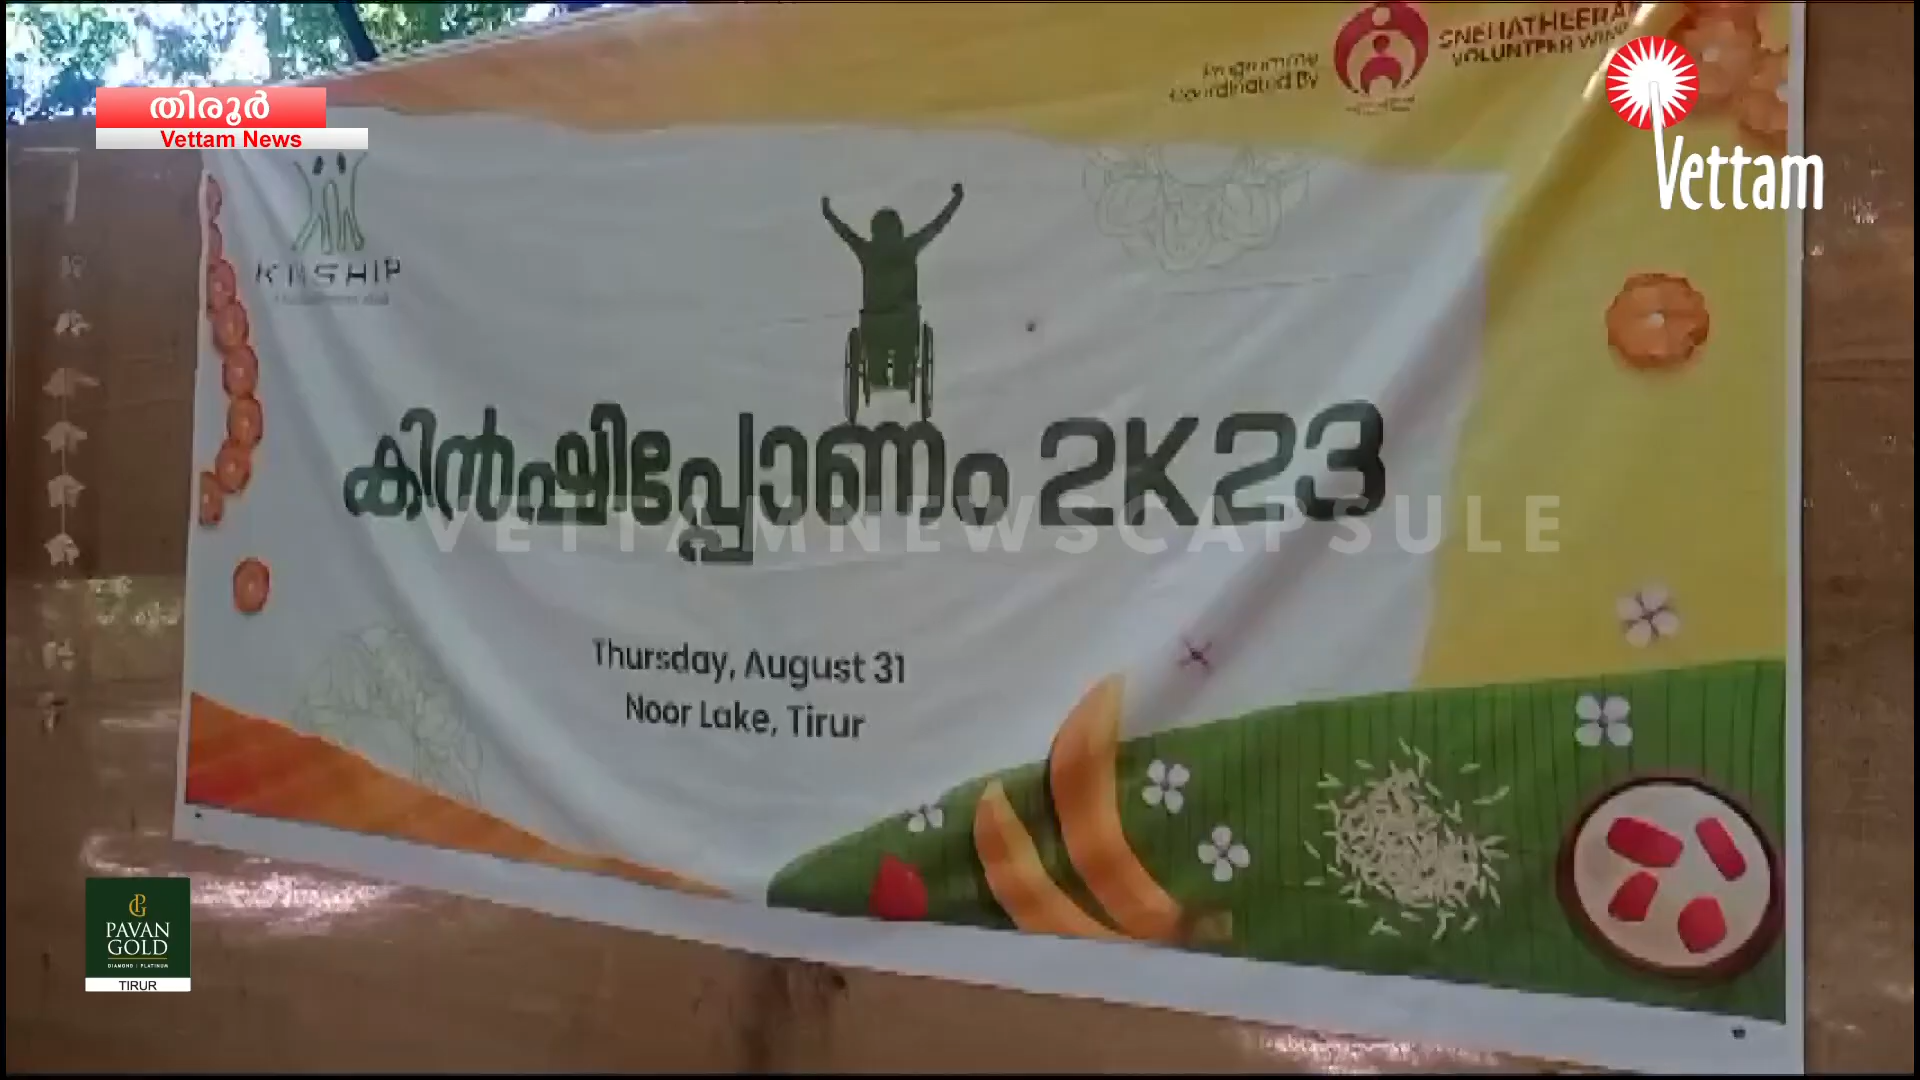 Programme
Coordinated By
SNEHATHEERAM
VOLUNTEER WING
തിരൂർ
Vettam News
Vettam
KINSHIP
കിൻഷിപ്പോണം 2K23
VETTAMNEWSCAPSULE
Thursday, August 31
Noor Lake, Tirur
PAVAN
GOLD
DIAMOND | PLATINUM
TIRUR